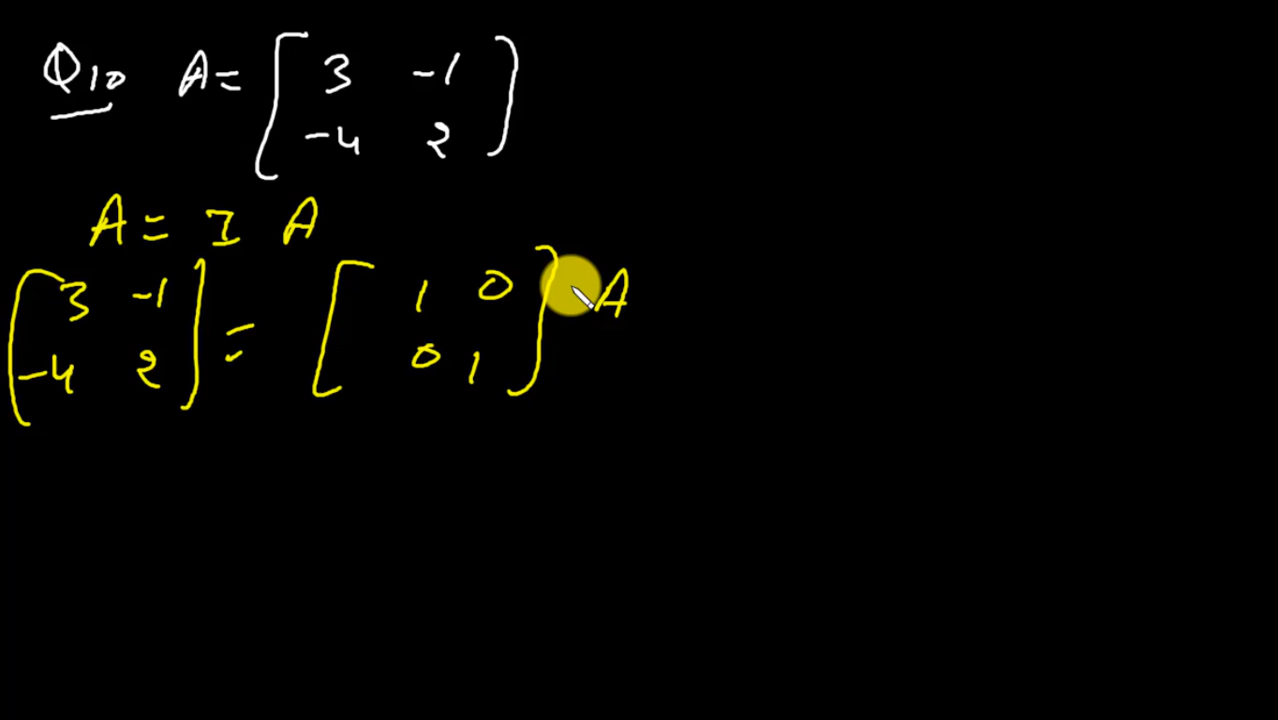 Q10 A= [ 3 -1
-4 2 ]
A = I A
[ 3 -1
-4 2 ] = [ 1 0
0 1 ] A